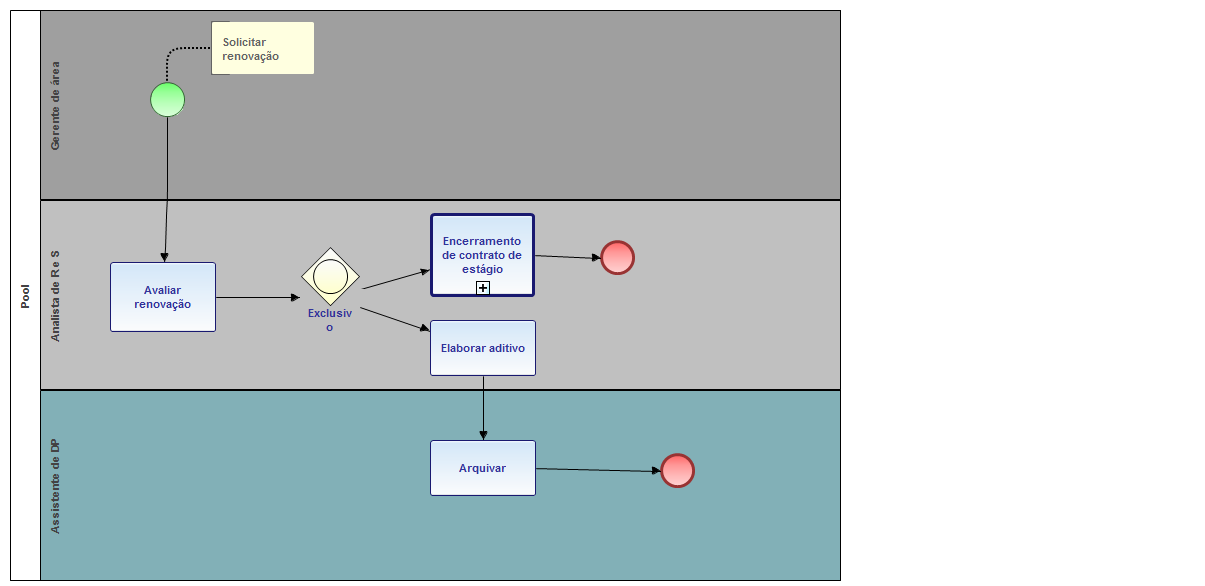 Pool
Gerente de área
Solicitar
renovação
Analista de R e S
Avaliar
renovação
Exclusiv
o
Encerramento
de contrato de
estágio
Elaborar aditivo
Assistente de DP
Arquivar